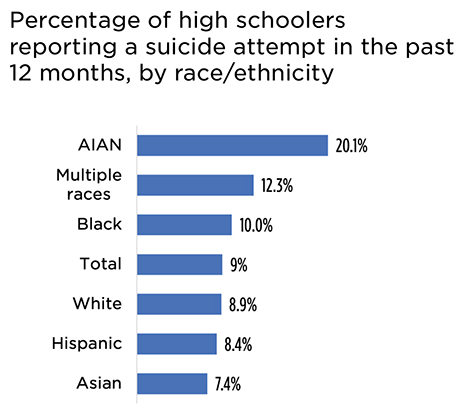 Percentage of high schoolers
reporting a suicide attempt in the past
12 months, by race/ethnicity
AIAN 20.1%
Multiple
races 12.3%
Black 10.0%
Total 9%
White 8.9%
Hispanic 8.4%
Asian 7.4%